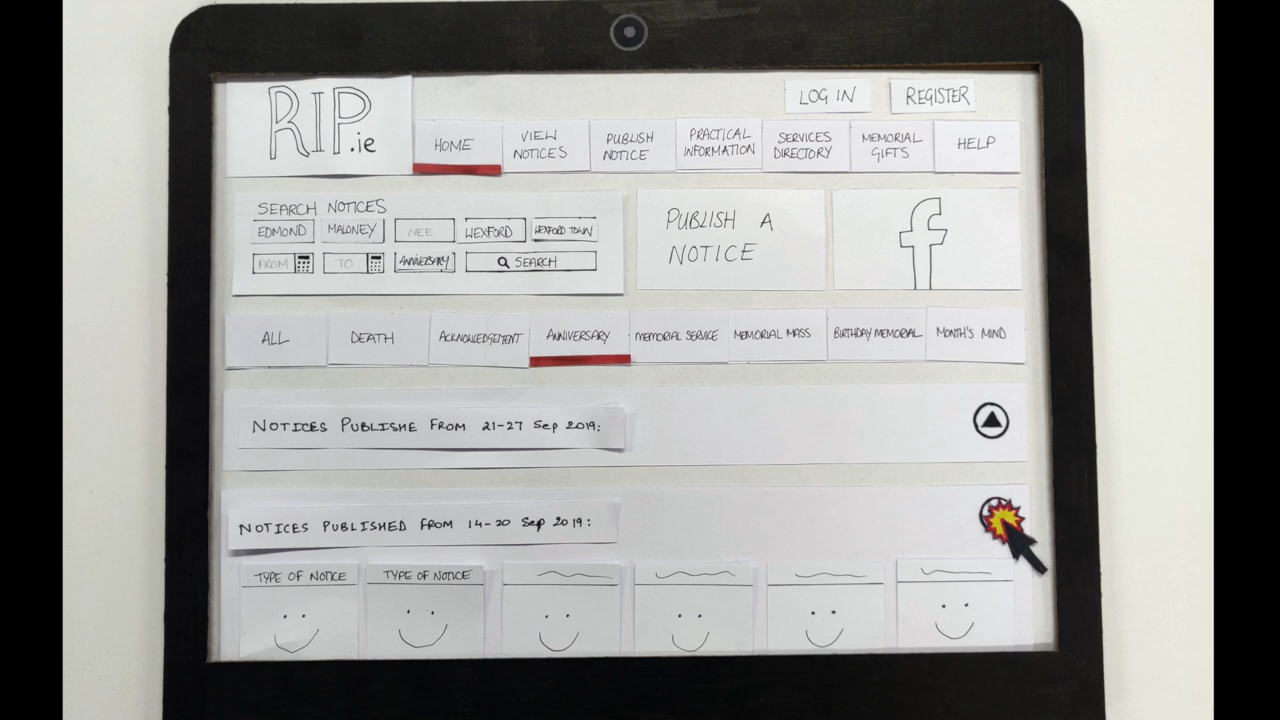 RIP.ie
LOG IN
REGISTER
HOME
VIEW
NOTICES
PUBLISH
NOTICE
PRACTICAL
INFORMATION
SERVICES
DIRECTORY
MEMORIAL
GIFTS
HELP
SEARCH NOTICES
EDMOND
MALONEY
NEE
WEXFORD
WEXFORD TOWN
FROM
TO
ANNIVERSARY
SEARCH
PUBLISH A
NOTICE
f
ALL
DEATH
ACKNOWLEDGEMENT
ANNIVERSARY
MEMORIAL SERVICE
MEMORIAL MASS
BIRTHDAY MEMORIAL
MONTH'S MIND
NOTICES PUBLISHE FROM 21-27 Sep 2019:
NOTICES PUBLISHED FROM 14-20 Sep 2019:
TYPE OF NOTICE
TYPE OF NOTICE